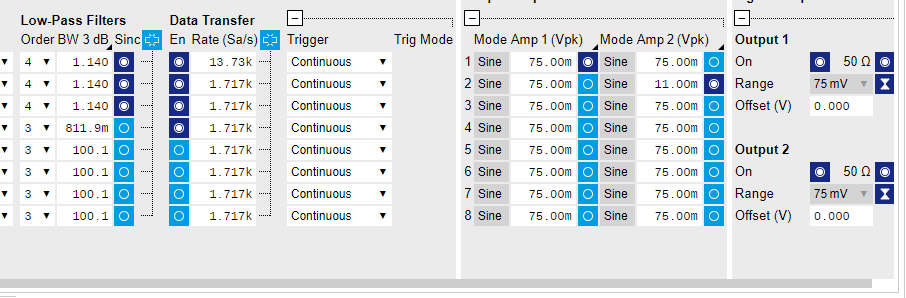 Low-Pass Filters Data Transfer
Order BW 3 dB Sinc En Rate (Sa/s) Trigger Trig Mode Mode Amp 1 (Vpk) Mode Amp 2 (Vpk) Output 1
4 1.140 13.73k Continuous 1 Sine 75.00m Sine 75.00m On 50 Ω
4 1.140 1.717k Continuous 2 Sine 75.00m Sine 11.00m Range 75 mV
4 1.140 1.717k Continuous 3 Sine 75.00m Sine 75.00m Offset (V) 0.000
3 811.9m 1.717k Continuous 4 Sine 75.00m Sine 75.00m
3 100.1 1.717k Continuous 5 Sine 75.00m Sine 75.00m Output 2
3 100.1 1.717k Continuous 6 Sine 75.00m Sine 75.00m On 50 Ω
3 100.1 1.717k Continuous 7 Sine 75.00m Sine 75.00m Range 75 mV
3 100.1 1.717k Continuous 8 Sine 75.00m Sine 75.00m Offset (V) 0.000